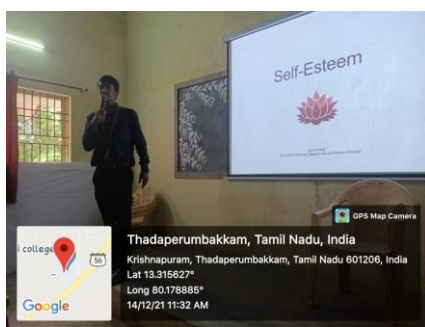 Self-Esteem
GPS Map Camera
i college
56
Google
Thadaperumbakkam, Tamil Nadu, India
Krishnapuram, Thadaperumbakkam, Tamil Nadu 601206, India
Lat 13.315627°
Long 80.178885°
14/12/21 11:32 AM